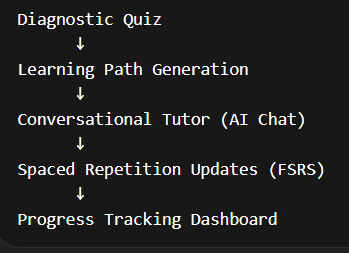 Diagnostic Quiz
↓
Learning Path Generation
↓
Conversational Tutor (AI Chat)
↓
Spaced Repetition Updates (FSRS)
↓
Progress Tracking Dashboard